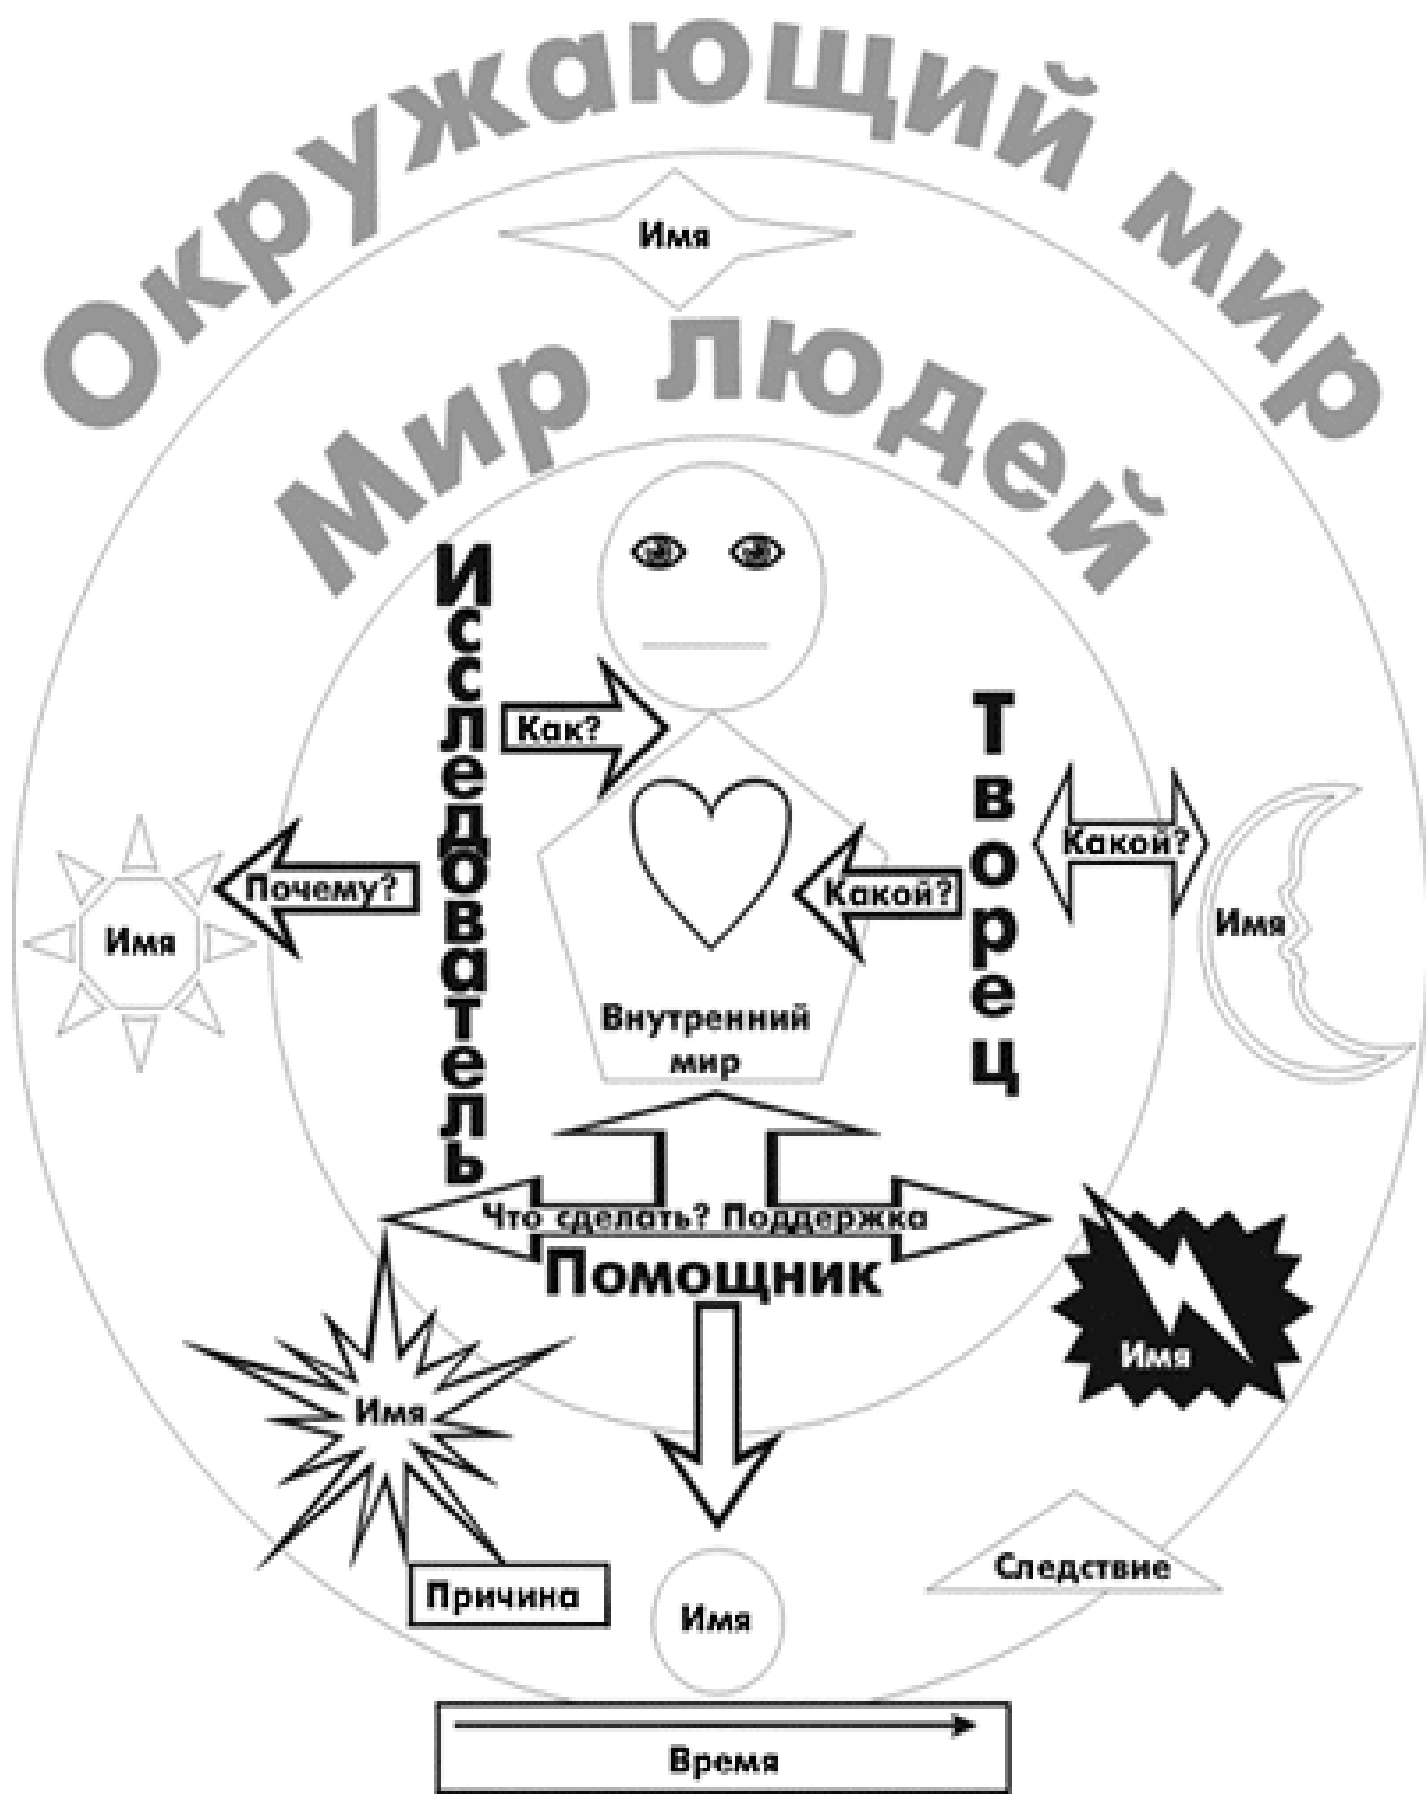 Окружающий мир
Имя
Мир людей
Исследователь
Как?
Творец
Какой?
Почему?
Какой?
Имя
Имя
Внутренний
мир
Что сделать? Поддержка
Помощник
Имя
Имя
Причина
Следствие
Имя
Время